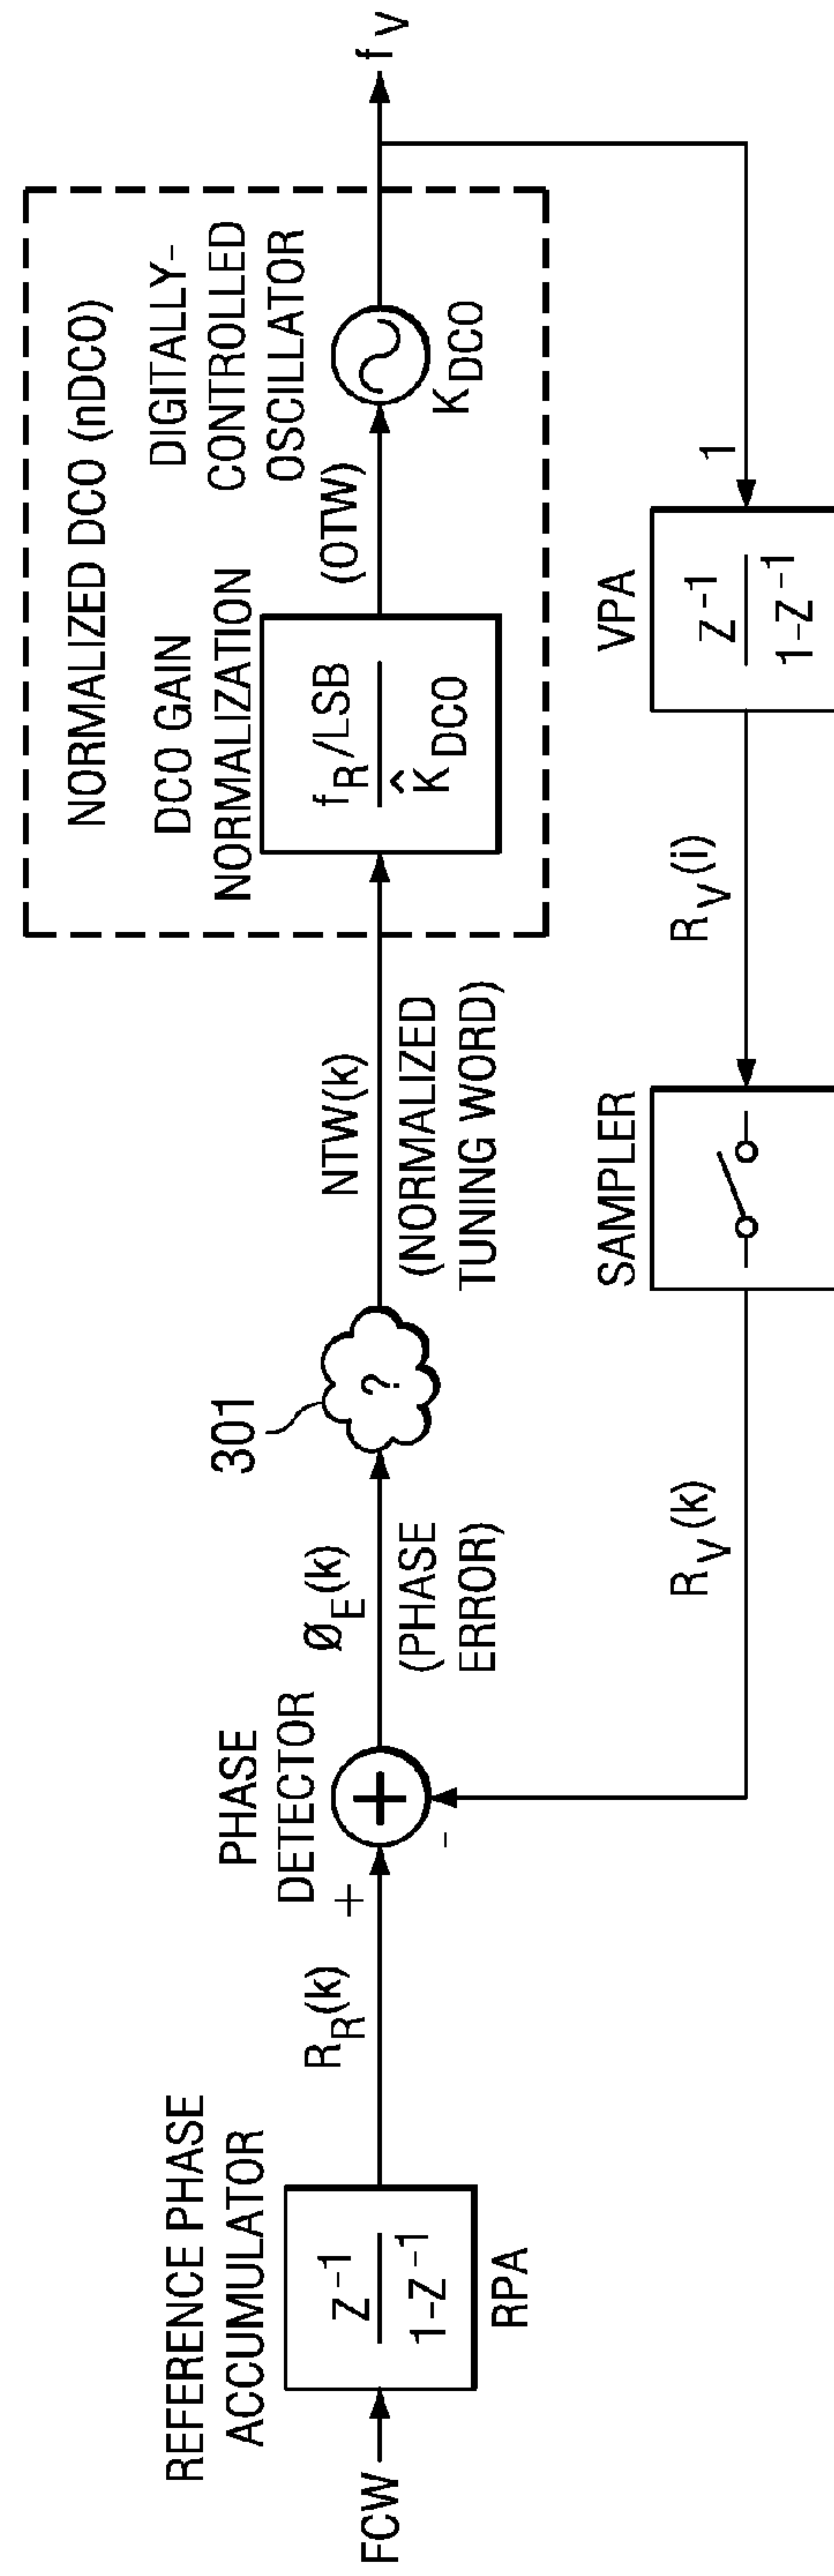 NORMALIZED DCO (nDCO)
DCO GAIN
NORMALIZATION
DIGITALLY-
CONTROLLED
OSCILLATOR
REFERENCE PHASE
ACCUMULATOR
FCW
Z⁻¹
1-Z⁻¹
RPA
R_R(k)
PHASE
DETECTOR
+
+
-
Ø_E(k)
(PHASE
ERROR)
301
?
NTW(k)
(NORMALIZED
TUNING WORD)
f_R/LSB
K̂_DCO
(OTW)
K_DCO
f_V
R_V(k)
SAMPLER
R_V(i)
VPA
Z⁻¹
1-Z⁻¹
1